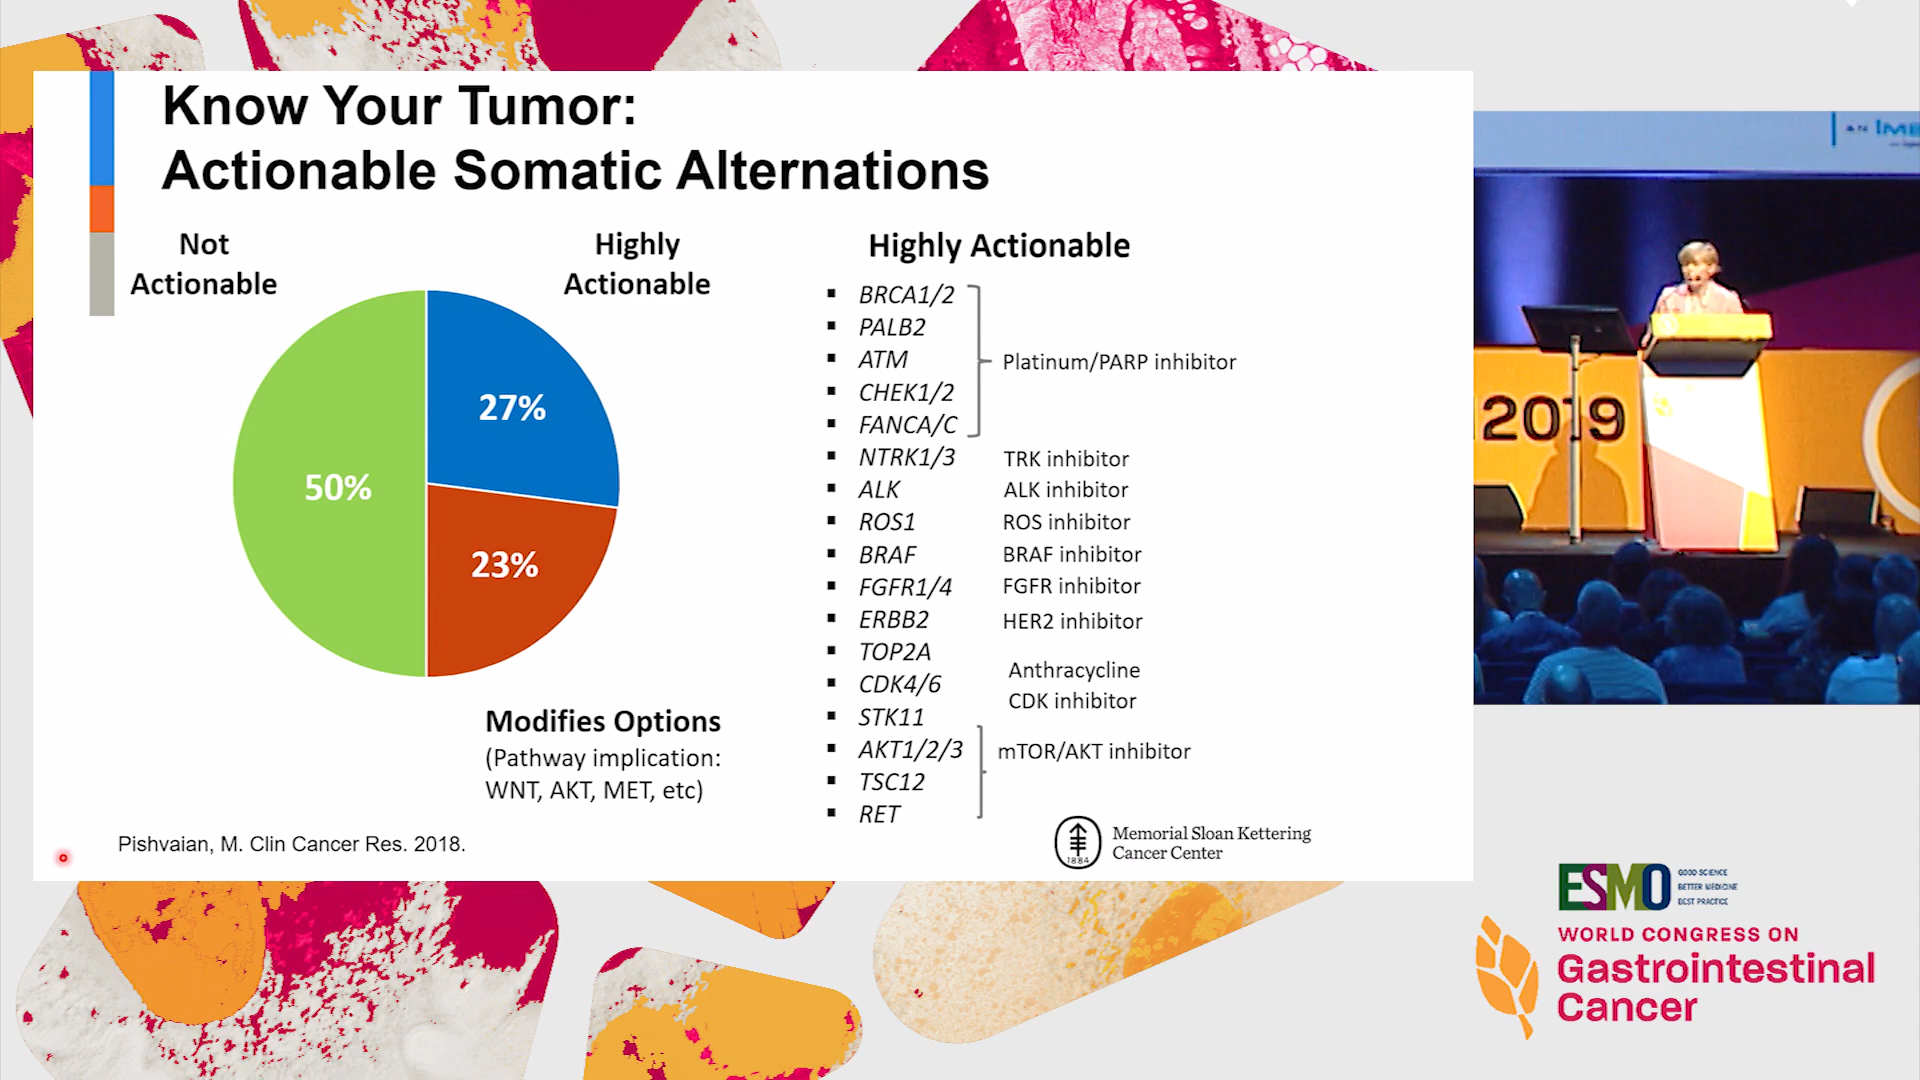 Know Your Tumor:
Actionable Somatic Alternations
Not
Actionable
Highly
Actionable
50%
27%
23%
Modifies Options
(Pathway implication:
WNT, AKT, MET, etc)
Highly Actionable
▪ BRCA1/2
▪ PALB2
▪ ATM
▪ CHEK1/2
▪ FANCA/C
Platinum/PARP inhibitor
▪ NTRK1/3 TRK inhibitor
▪ ALK ALK inhibitor
▪ ROS1 ROS inhibitor
▪ BRAF BRAF inhibitor
▪ FGFR1/4 FGFR inhibitor
▪ ERBB2 HER2 inhibitor
▪ TOP2A
Anthracycline
▪ CDK4/6
CDK inhibitor
▪ STK11
▪ AKT1/2/3 mTOR/AKT inhibitor
▪ TSC12
▪ RET
Pishvaian, M. Clin Cancer Res. 2018.
1884
Memorial Sloan Kettering
Cancer Center
AN IME
2019
ESMO
GOOD SCIENCE
BETTER MEDICINE
BEST PRACTICE
WORLD CONGRESS ON
Gastrointestinal
Cancer